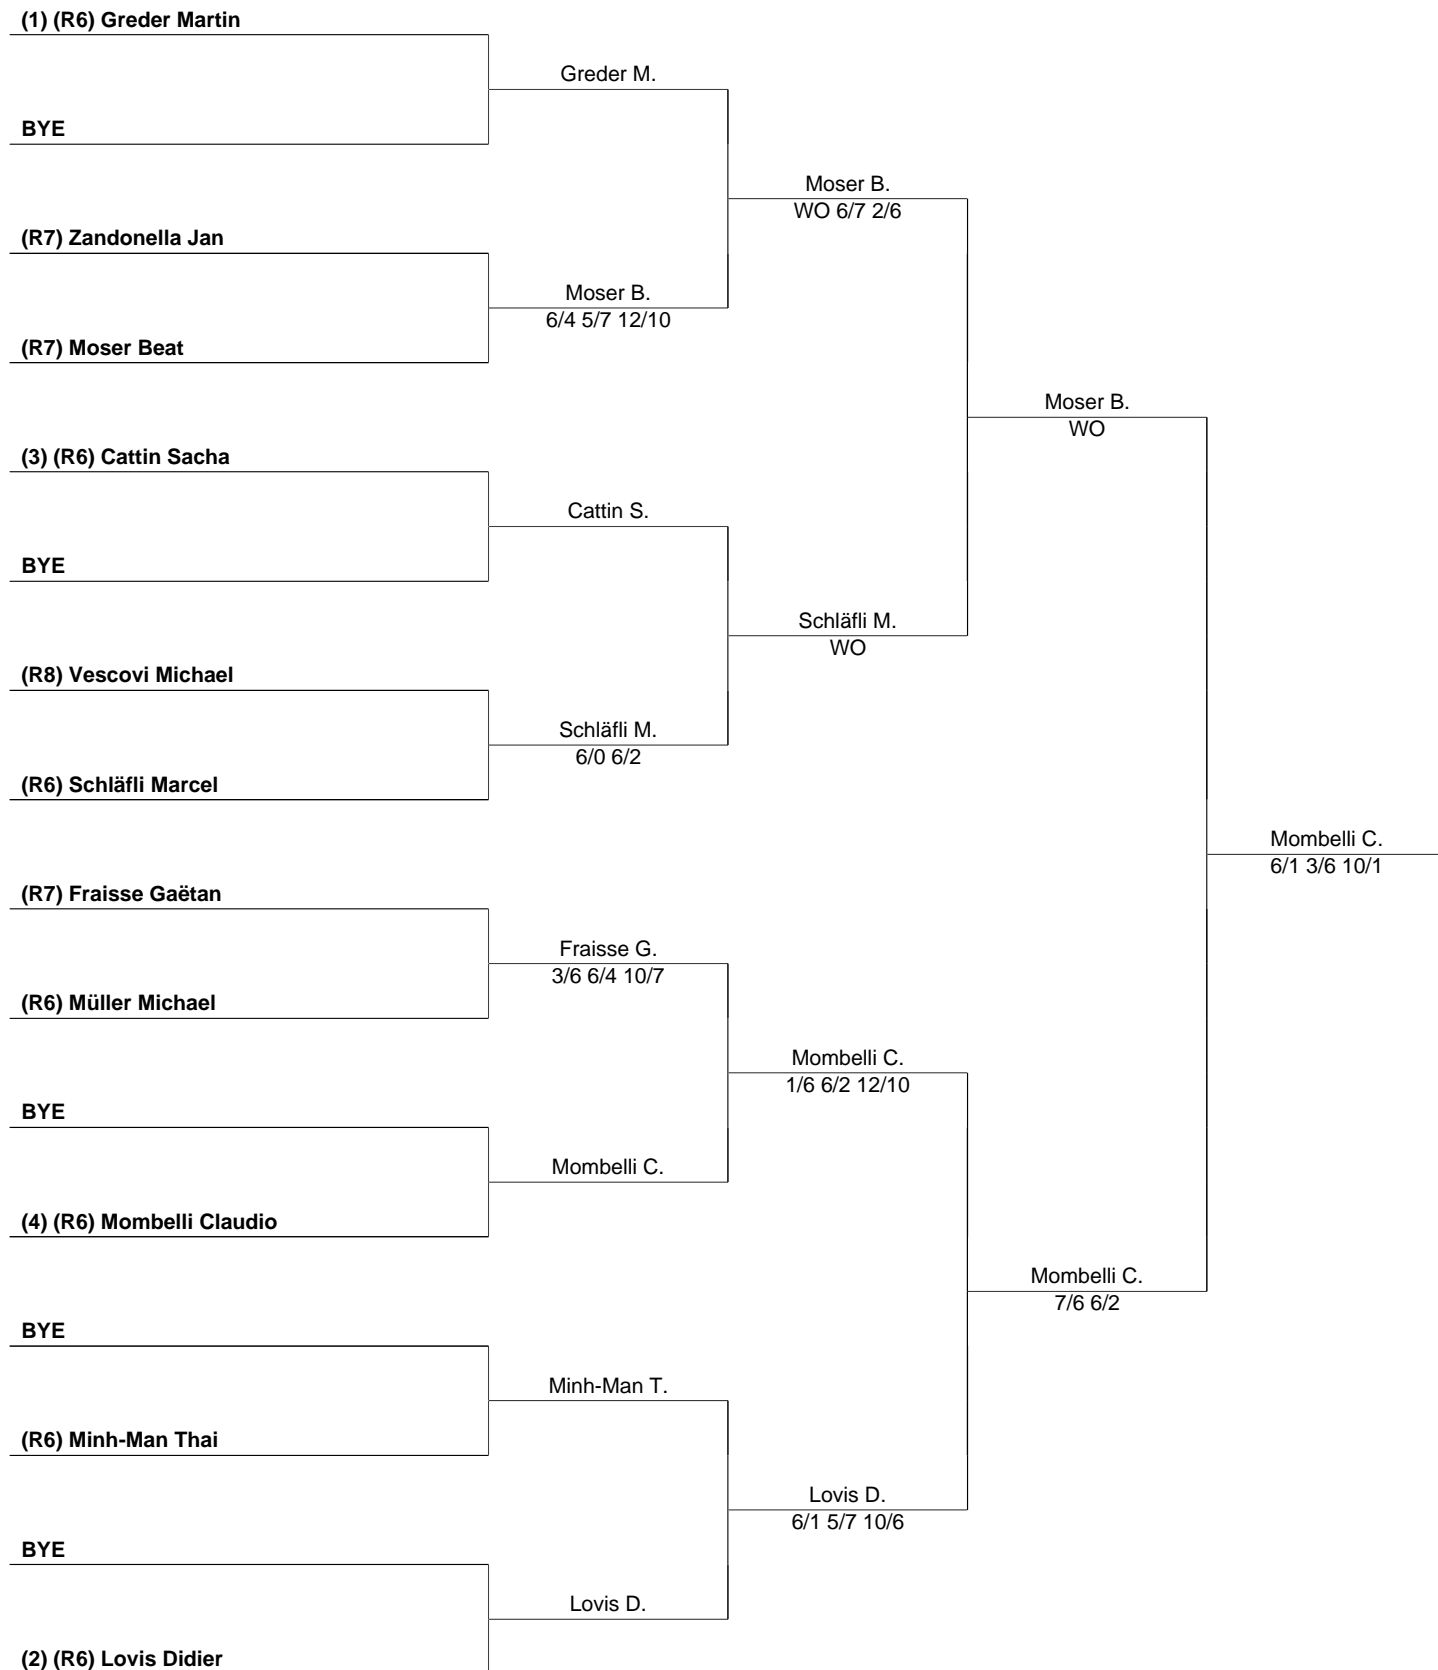 (1) (R6) Greder Martin
Greder M.
BYE
Moser B.
WO 6/7 2/6
(R7) Zandonella Jan
Moser B.
6/4 5/7 12/10
(R7) Moser Beat
Moser B.
WO
(3) (R6) Cattin Sacha
Cattin S.
BYE
Schläfli M.
WO
(R8) Vescovi Michael
Schläfli M.
6/0 6/2
(R6) Schläfli Marcel
Mombelli C.
6/1 3/6 10/1
(R7) Fraisse Gaëtan
Fraisse G.
3/6 6/4 10/7
(R6) Müller Michael
Mombelli C.
1/6 6/2 12/10
BYE
Mombelli C.
(4) (R6) Mombelli Claudio
Mombelli C.
7/6 6/2
BYE
Minh-Man T.
(R6) Minh-Man Thai
Lovis D.
6/1 5/7 10/6
BYE
Lovis D.
(2) (R6) Lovis Didier